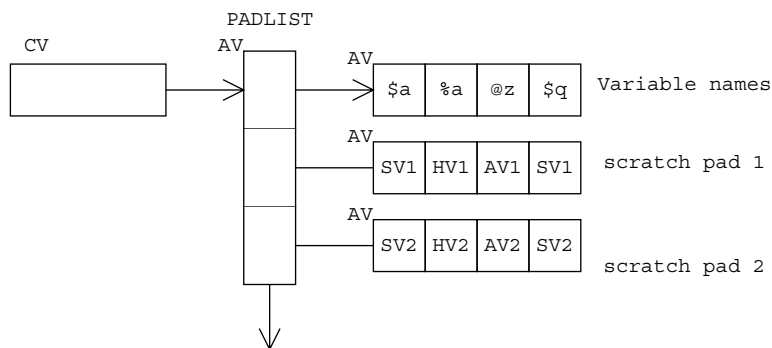 PADLIST
CV AV
AV
$a %a @z $q Variable names
AV
SV1 HV1 AV1 SV1 scratch pad 1
AV
SV2 HV2 AV2 SV2
scratch pad 2